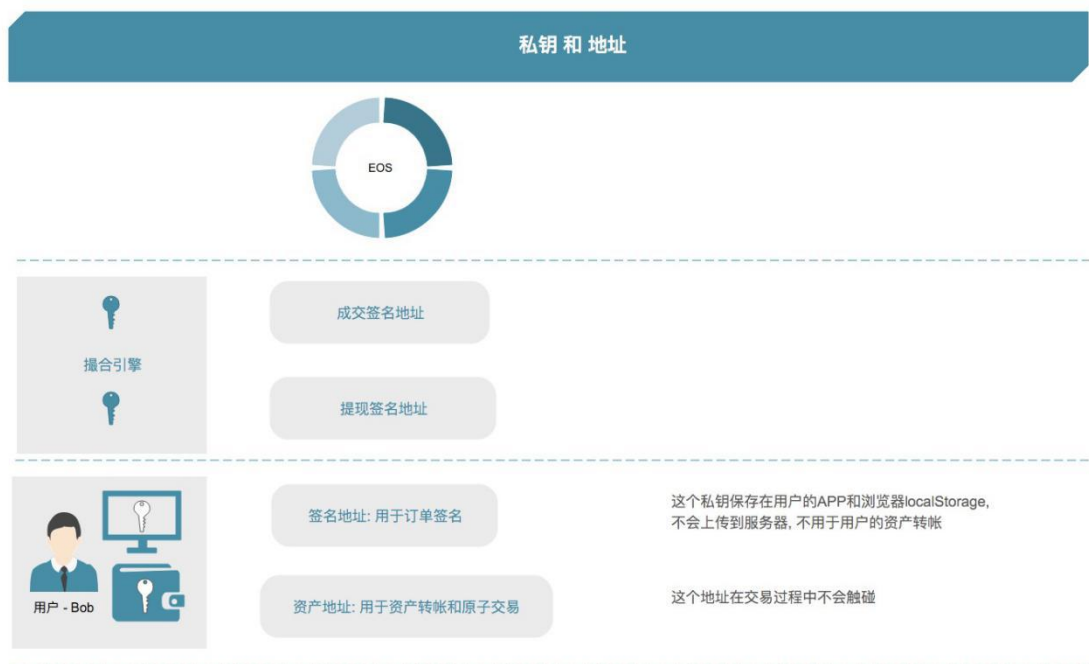 私钥 和 地址
EOS
成交签名地址
撮合引擎
提现签名地址
签名地址: 用于订单签名
这个私钥保存在用户的APP和浏览器localStorage,
不会上传到服务器, 不用于用户的资产转帐
用户 - Bob
资产地址: 用于资产转帐和原子交易
这个地址在交易过程中不会触碰